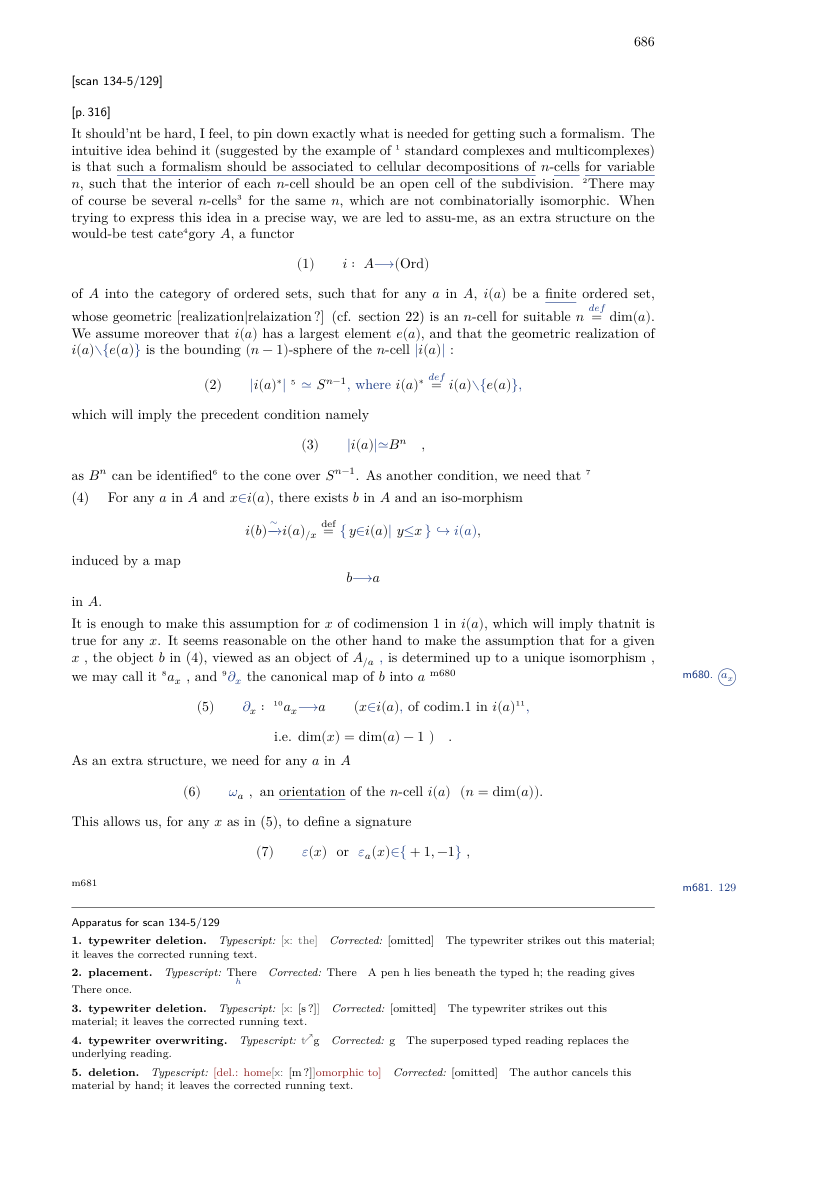 686
[scan 134-5/129]
[p. 316]
It should'nt be hard, I feel, to pin down exactly what is needed for getting such a formalism. The
intuitive idea behind it (suggested by the example of ¹ standard complexes and multicomplexes)
is that such a formalism should be associated to cellular decompositions of n-cells for variable
n, such that the interior of each n-cell should be an open cell of the subdivision. ²There may
of course be several n-cells³ for the same n, which are not combinatorially isomorphic. When
trying to express this idea in a precise way, we are led to assu-me, as an extra structure on the
would-be test cate⁴gory A, a functor
(1) i : A⟶(Ord)
of A into the category of ordered sets, such that for any a in A, i(a) be a finite ordered set,
whose geometric [realization|relaization ?] (cf. section 22) is an n-cell for suitable n =^{def} dim(a).
We assume moreover that i(a) has a largest element e(a), and that the geometric realization of
i(a)\{e(a)} is the bounding (n − 1)-sphere of the n-cell |i(a)| :
(2) |i(a)*| ⁵ ≃ Sⁿ⁻¹, where i(a)* =^{def} i(a)\{e(a)},
which will imply the precedent condition namely
(3) |i(a)|≃Bⁿ ,
as Bⁿ can be identified⁶ to the cone over Sⁿ⁻¹. As another condition, we need that ⁷
(4) For any a in A and x∈i(a), there exists b in A and an iso-morphism
i(b)→^{∼}i(a)_{/x} =^{def} { y∈i(a)| y≤x } ↪ i(a),
induced by a map
b⟶a
in A.
It is enough to make this assumption for x of codimension 1 in i(a), which will imply thatnit is
true for any x. It seems reasonable on the other hand to make the assumption that for a given
x , the object b in (4), viewed as an object of A_{/a} , is determined up to a unique isomorphism ,
we may call it ⁸a_x , and ⁹∂_x the canonical map of b into a m680
m680. a_x
(5) ∂_x : ¹⁰a_x⟶a (x∈i(a), of codim.1 in i(a)¹¹,
i.e. dim(x) = dim(a) − 1 ) .
As an extra structure, we need for any a in A
(6) ω_a , an orientation of the n-cell i(a) (n = dim(a)).
This allows us, for any x as in (5), to define a signature
(7) ε(x) or ε_a(x)∈{ + 1, −1} ,
m681
m681. 129
Apparatus for scan 134-5/129
1. typewriter deletion. Typescript: [x: the] Corrected: [omitted] The typewriter strikes out this material;
it leaves the corrected running text.
2. placement. Typescript: There Corrected: There A pen h lies beneath the typed h; the reading gives
h
There once.
3. typewriter deletion. Typescript: [x: [s ?]] Corrected: [omitted] The typewriter strikes out this
material; it leaves the corrected running text.
4. typewriter overwriting. Typescript: t↗g Corrected: g The superposed typed reading replaces the
underlying reading.
5. deletion. Typescript: [del.: home[x: [m ?]]omorphic to] Corrected: [omitted] The author cancels this
material by hand; it leaves the corrected running text.